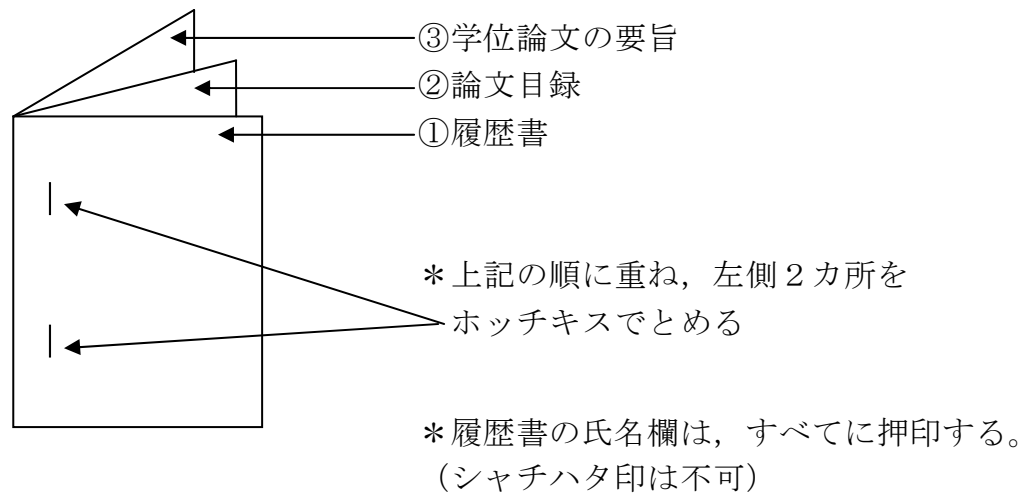 ③学位論文の要旨
②論文目録
①履歴書
＊上記の順に重ね，左側２カ所を
ホッチキスでとめる
＊履歴書の氏名欄は，すべてに押印する。
（シャチハタ印は不可）